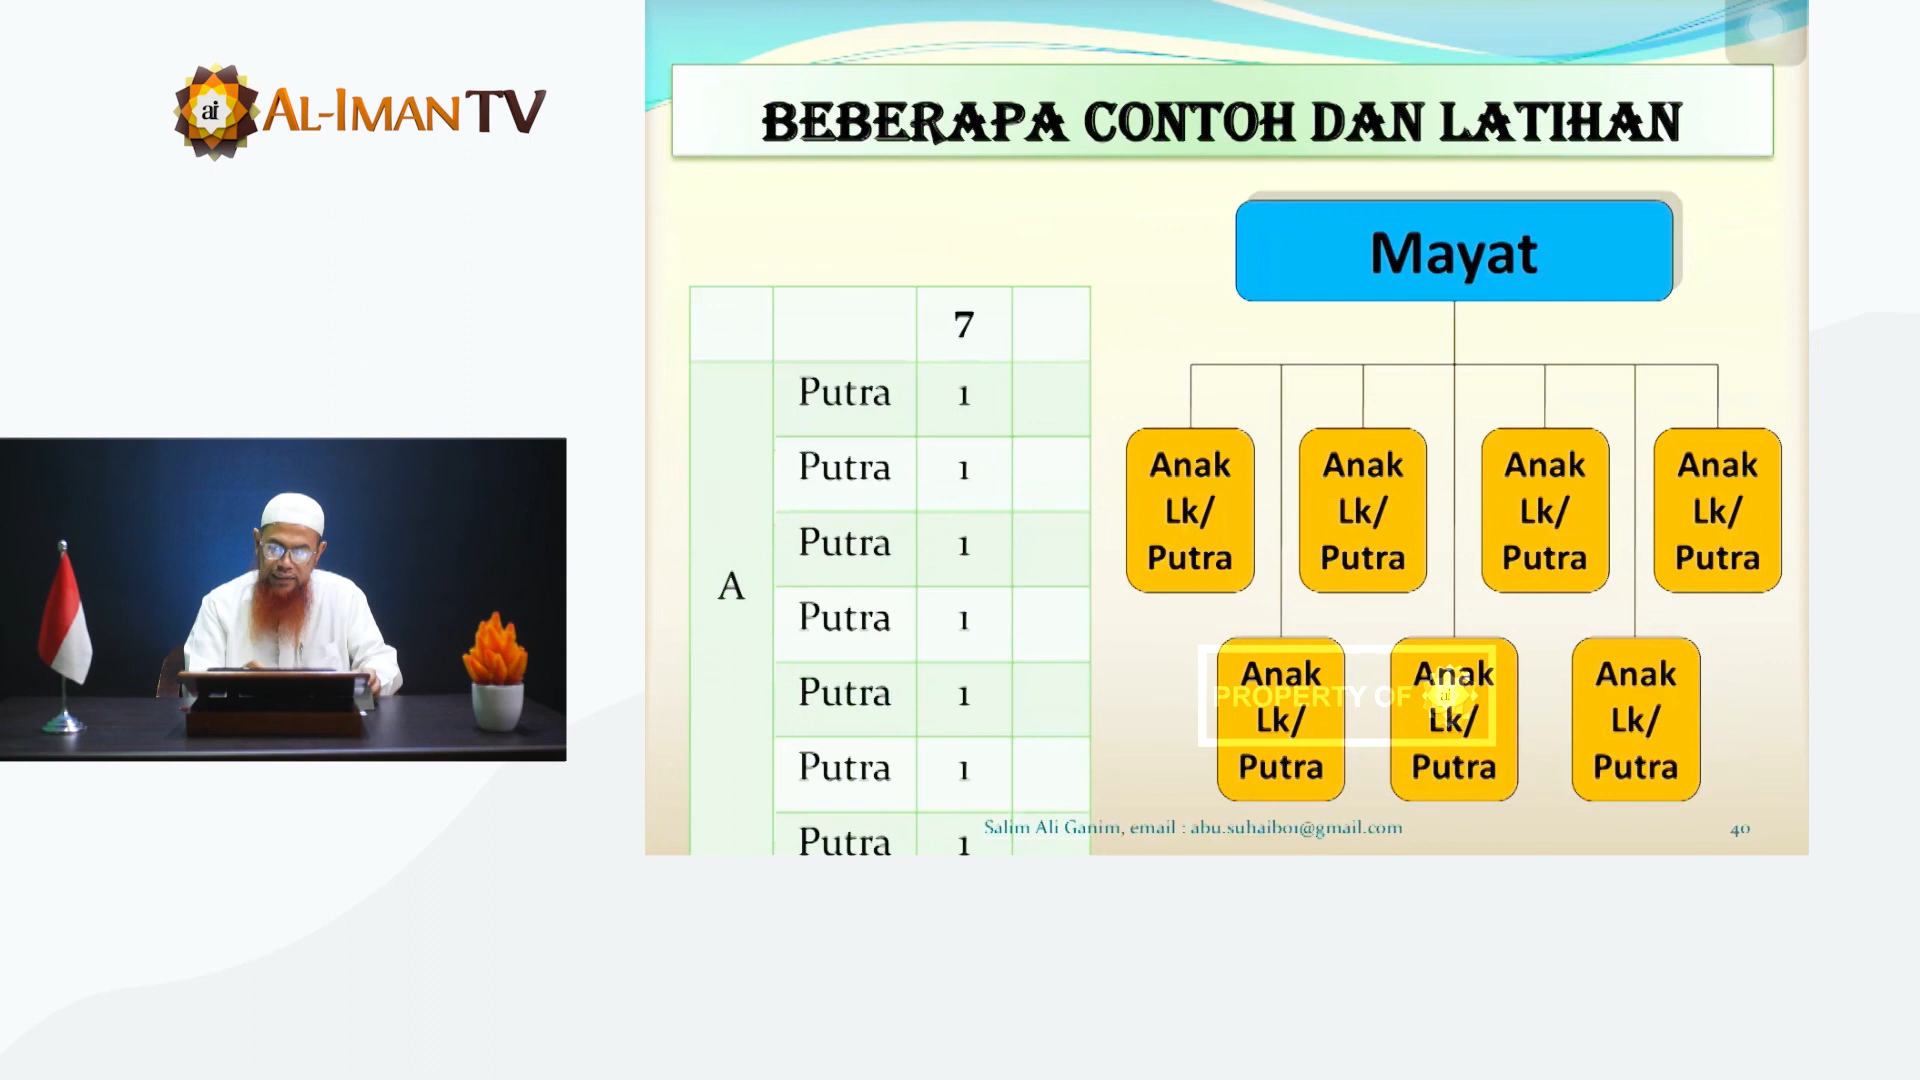 ai AL-IMAN TV
BEBERAPA CONTOH DAN LATIHAN
Mayat
7
A
Putra 1
Putra 1
Putra 1
Putra 1
Putra 1
Putra 1
Putra 1
Anak
Lk/
Putra
Anak
Lk/
Putra
Anak
Lk/
Putra
Anak
Lk/
Putra
Anak
Lk/
Putra
Anak
Lk/
Putra
Anak
Lk/
Putra
PROPERTY OF ai
Salim Ali Ganim, email : abu.suhaib01@gmail.com
40